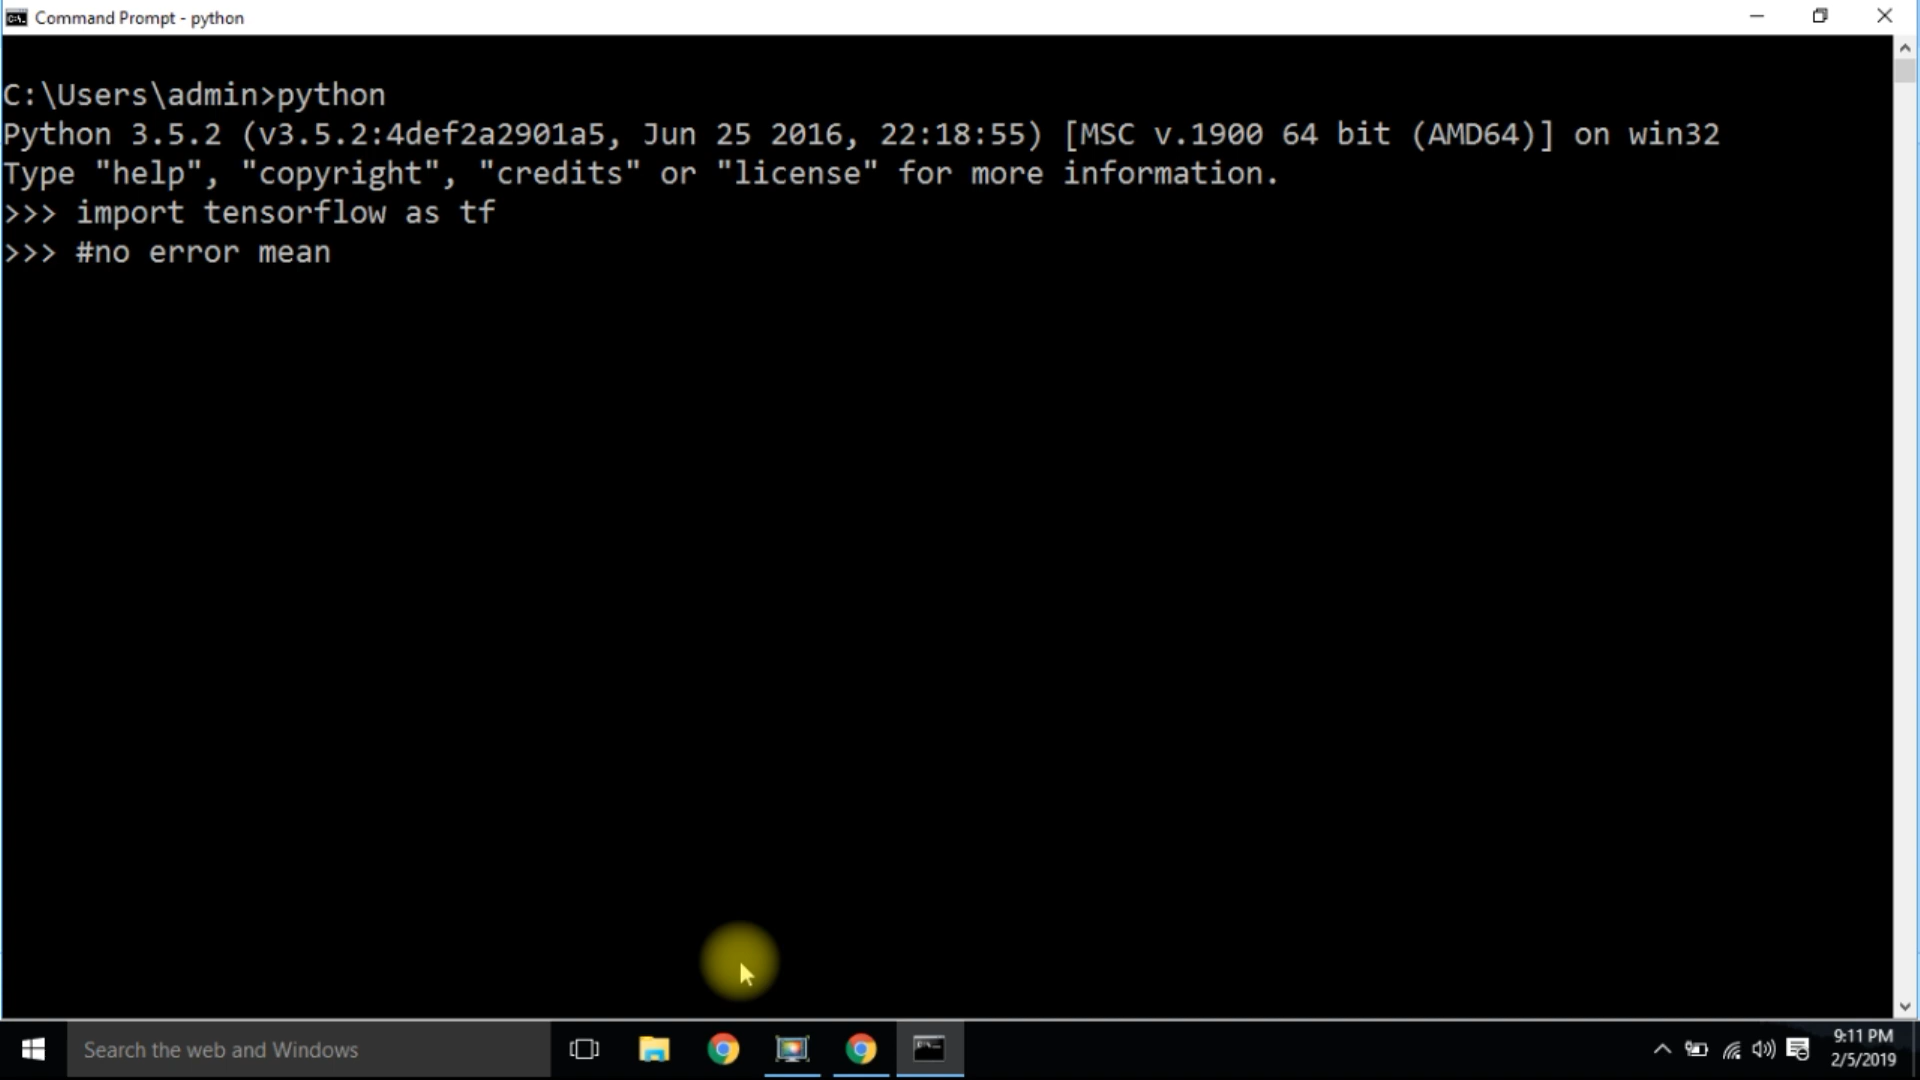 Command Prompt - python
C:\Users\admin>python
Python 3.5.2 (v3.5.2:4def2a2901a5, Jun 25 2016, 22:18:55) [MSC v.1900 64 bit (AMD64)] on win32
Type "help", "copyright", "credits" or "license" for more information.
>>> import tensorflow as tf
>>> #no error mean
Search the web and Windows
9:11 PM
2/5/2019